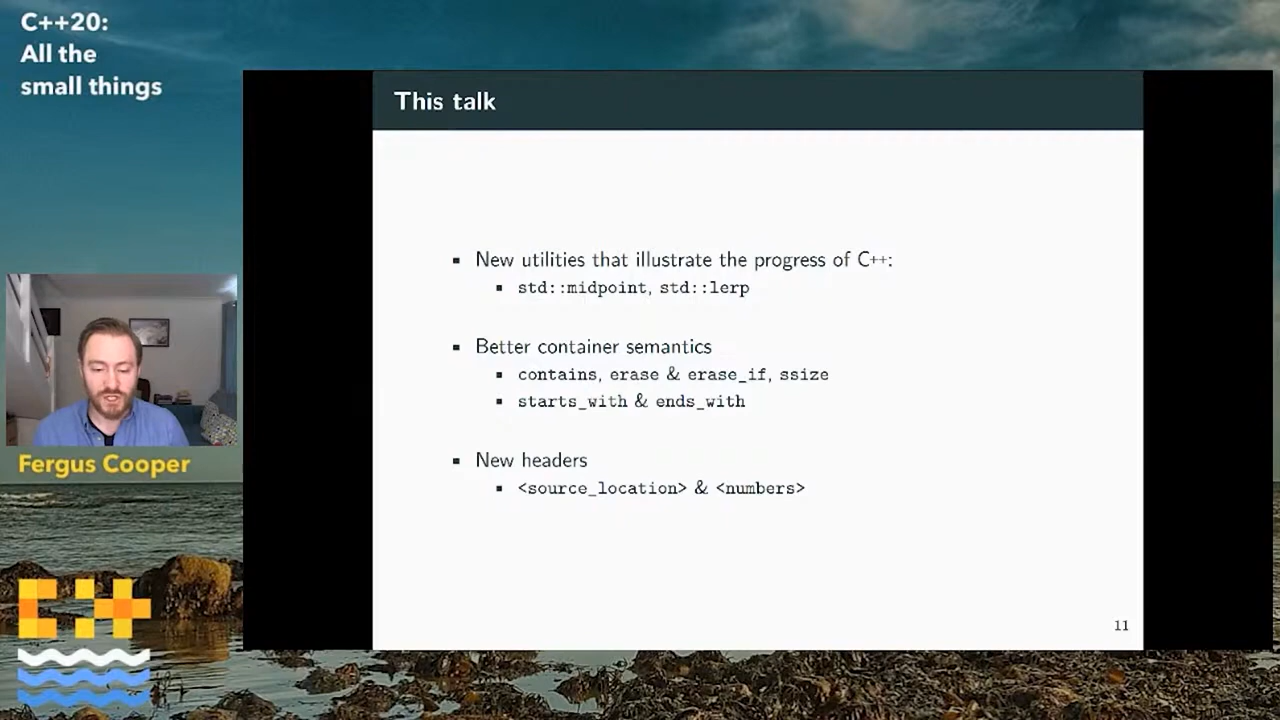 C++20:
All the
small things
This talk
▪ New utilities that illustrate the progress of C++:
▪ std::midpoint, std::lerp
▪ Better container semantics
▪ contains, erase & erase_if, ssize
▪ starts_with & ends_with
▪ New headers
▪ <source_location> & <numbers>
11
Fergus Cooper
C++